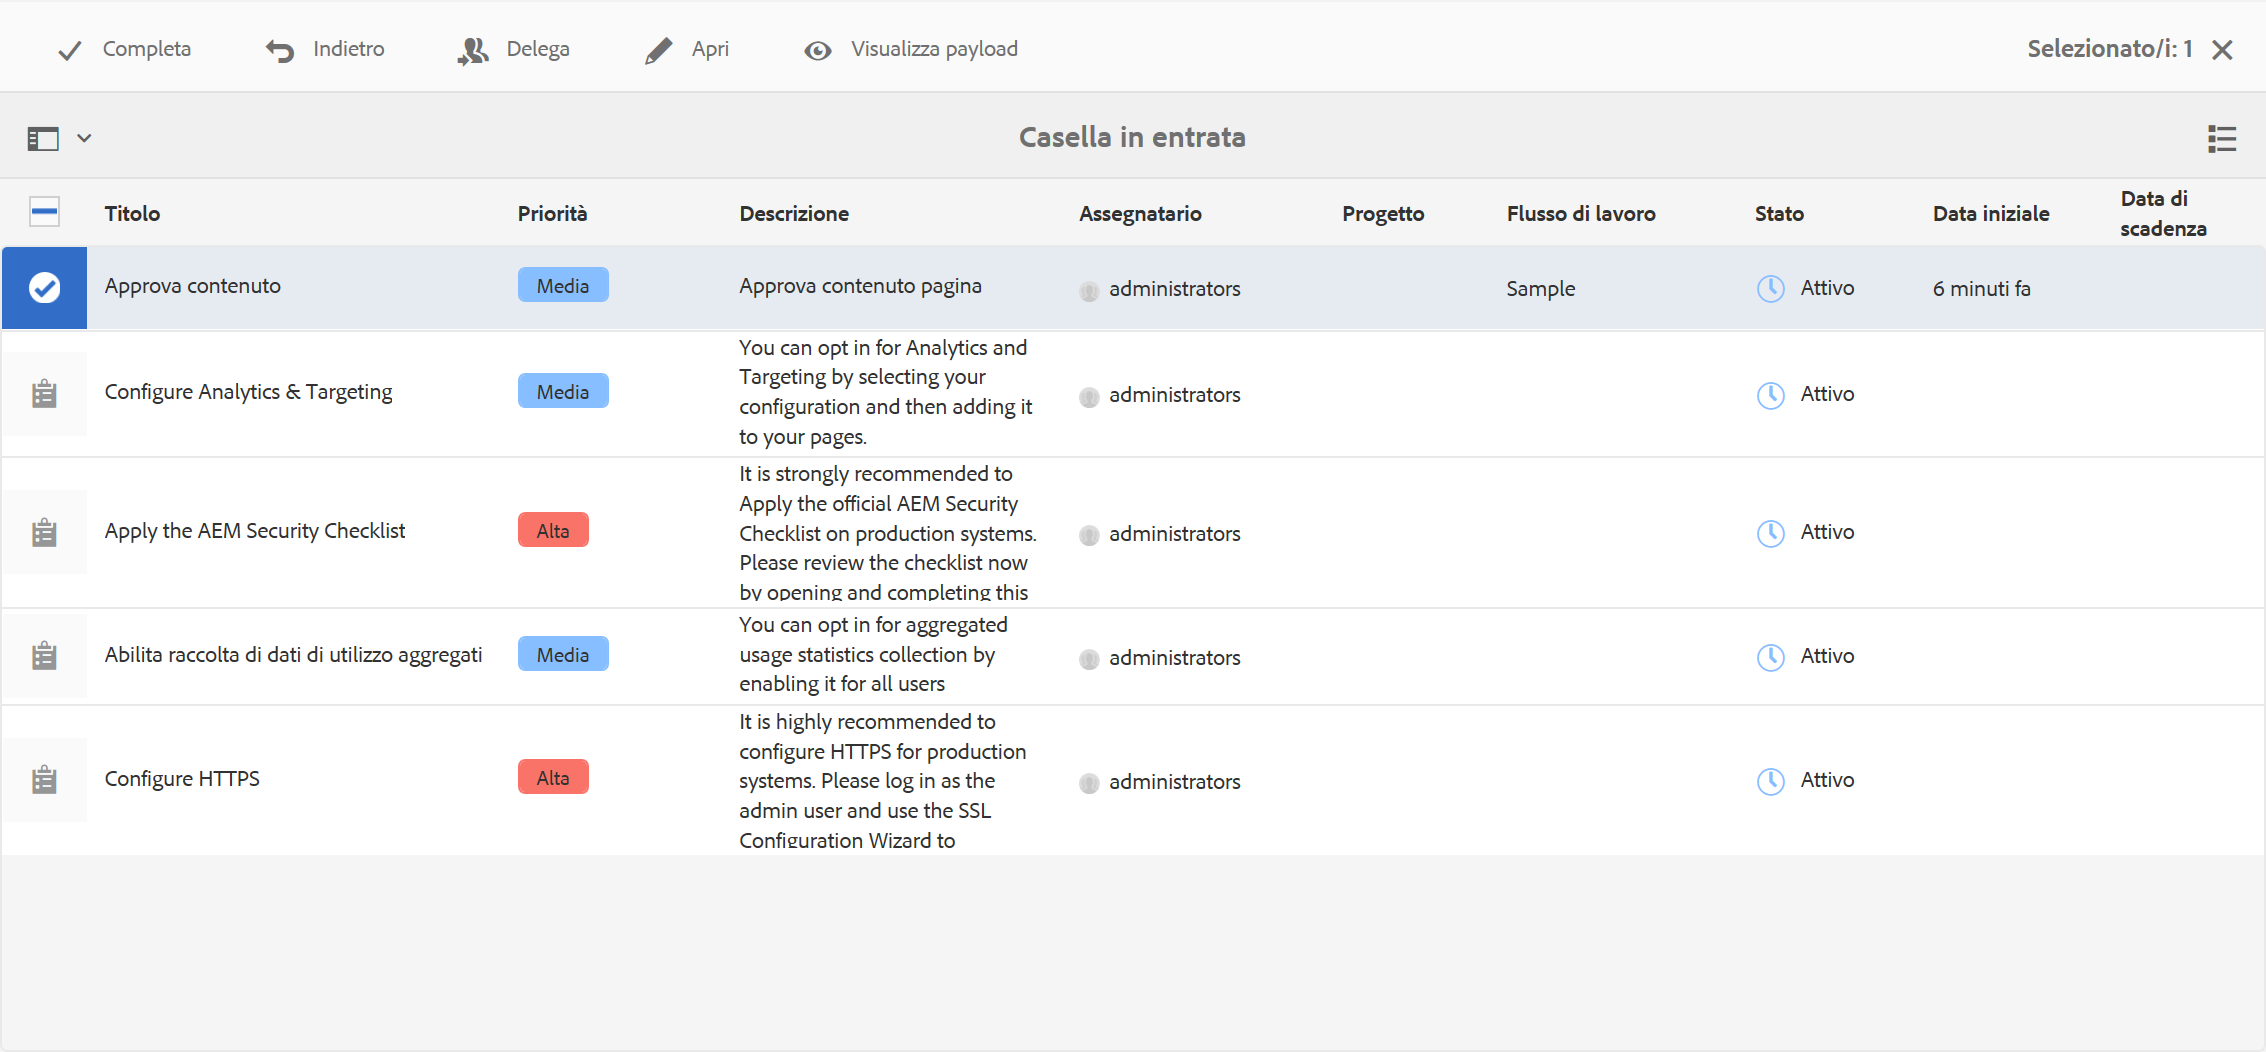 Completa Indietro Delega Apri Visualizza payload Selezionato/i: 1
Casella in entrata
Titolo Priorità Descrizione Assegnatario Progetto Flusso di lavoro Stato Data iniziale Data di
scadenza
Approva contenuto Media Approva contenuto pagina administrators Sample Attivo 6 minuti fa
Configure Analytics & Targeting Media
You can opt in for Analytics and
Targeting by selecting your
configuration and then adding it
to your pages.
administrators Attivo
Apply the AEM Security Checklist Alta
It is strongly recommended to
Apply the official AEM Security
Checklist on production systems.
Please review the checklist now
by opening and completing this
administrators Attivo
Abilita raccolta di dati di utilizzo aggregati Media
You can opt in for aggregated
usage statistics collection by
enabling it for all users
administrators Attivo
Configure HTTPS Alta
It is highly recommended to
configure HTTPS for production
systems. Please log in as the
admin user and use the SSL
Configuration Wizard to
administrators Attivo